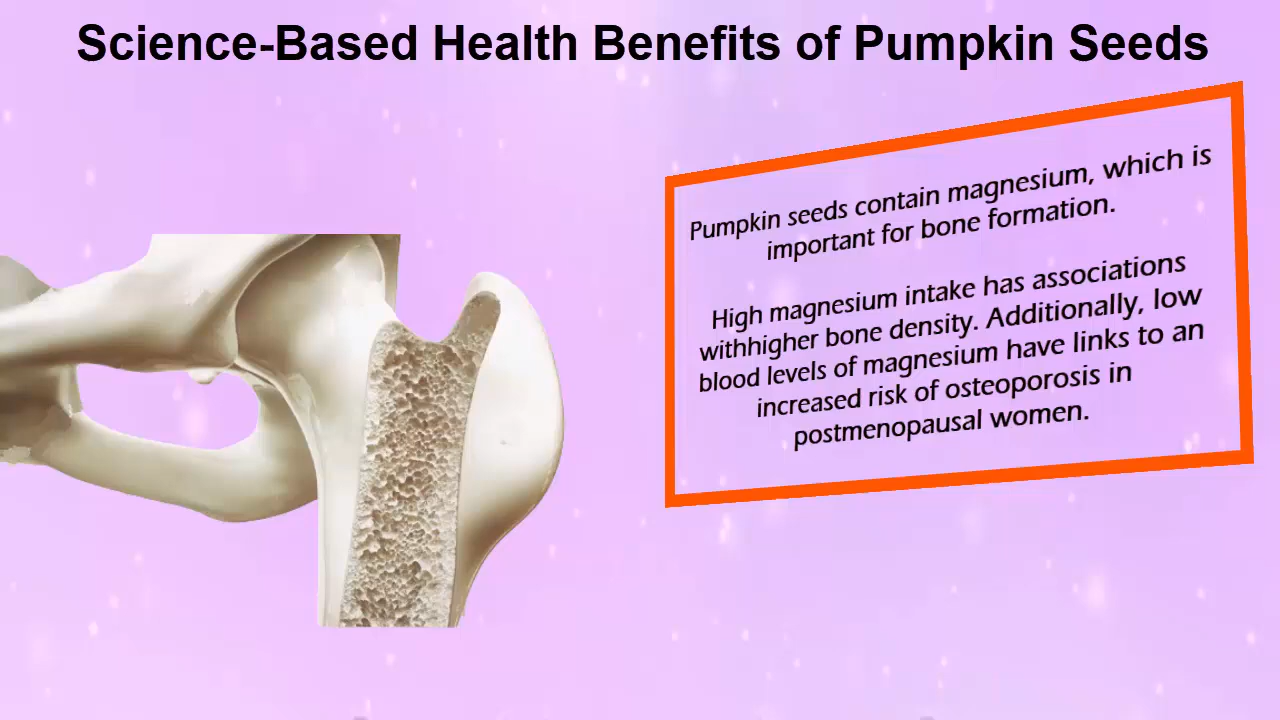 Science-Based Health Benefits of Pumpkin Seeds
Pumpkin seeds contain magnesium, which is
important for bone formation.
High magnesium intake has associations
withhigher bone density. Additionally, low
blood levels of magnesium have links to an
increased risk of osteoporosis in
postmenopausal women.